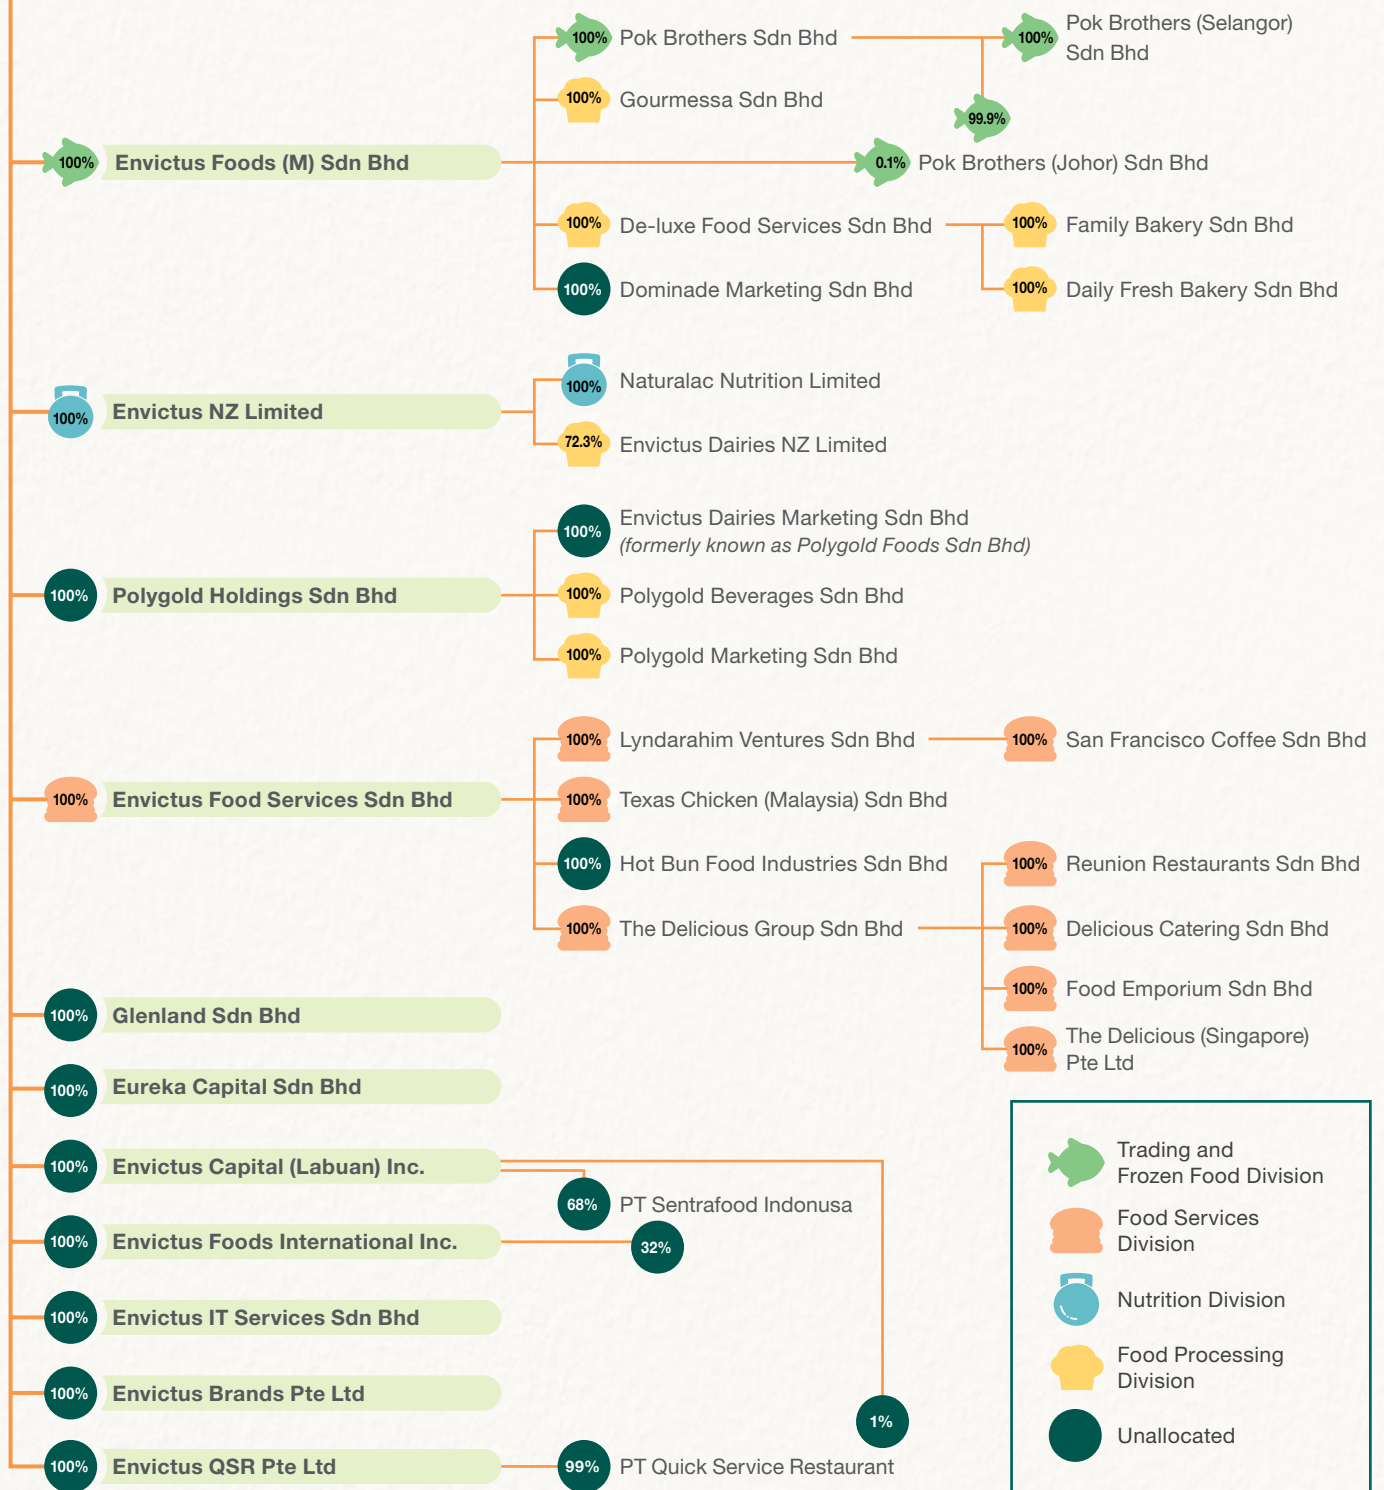 100% Pok Brothers Sdn Bhd
100% Pok Brothers (Selangor)
Sdn Bhd
100% Gourmessa Sdn Bhd
99.9%
100% Envictus Foods (M) Sdn Bhd
0.1% Pok Brothers (Johor) Sdn Bhd
100% De-luxe Food Services Sdn Bhd
100% Family Bakery Sdn Bhd
100% Dominade Marketing Sdn Bhd
100% Daily Fresh Bakery Sdn Bhd
100% Envictus NZ Limited
100% Naturalac Nutrition Limited
72.3% Envictus Dairies NZ Limited
100% Polygold Holdings Sdn Bhd
100% Envictus Dairies Marketing Sdn Bhd
(formerly known as Polygold Foods Sdn Bhd)
100% Polygold Beverages Sdn Bhd
100% Polygold Marketing Sdn Bhd
100% Envictus Food Services Sdn Bhd
100% Lyndarahim Ventures Sdn Bhd
100% San Francisco Coffee Sdn Bhd
100% Texas Chicken (Malaysia) Sdn Bhd
100% Hot Bun Food Industries Sdn Bhd
100% The Delicious Group Sdn Bhd
100% Reunion Restaurants Sdn Bhd
100% Delicious Catering Sdn Bhd
100% Food Emporium Sdn Bhd
100% The Delicious (Singapore)
Pte Ltd
100% Glenland Sdn Bhd
100% Eureka Capital Sdn Bhd
100% Envictus Capital (Labuan) Inc.
68% PT Sentrafood Indonusa
100% Envictus Foods International Inc.
32%
100% Envictus IT Services Sdn Bhd
100% Envictus Brands Pte Ltd
1%
100% Envictus QSR Pte Ltd
99% PT Quick Service Restaurant
Trading and
Frozen Food Division
Food Services
Division
Nutrition Division
Food Processing
Division
Unallocated